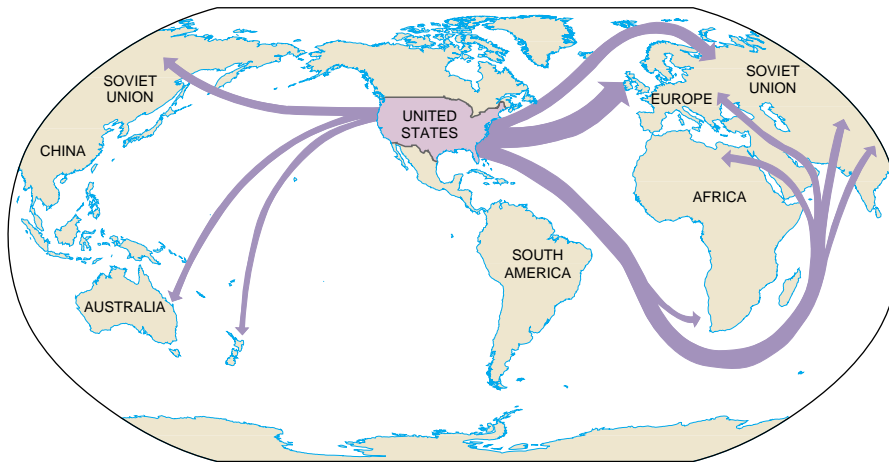 SOVIET
UNION
CHINA
AUSTRALIA
UNITED
STATES
SOUTH
AMERICA
EUROPE
SOVIET
UNION
AFRICA